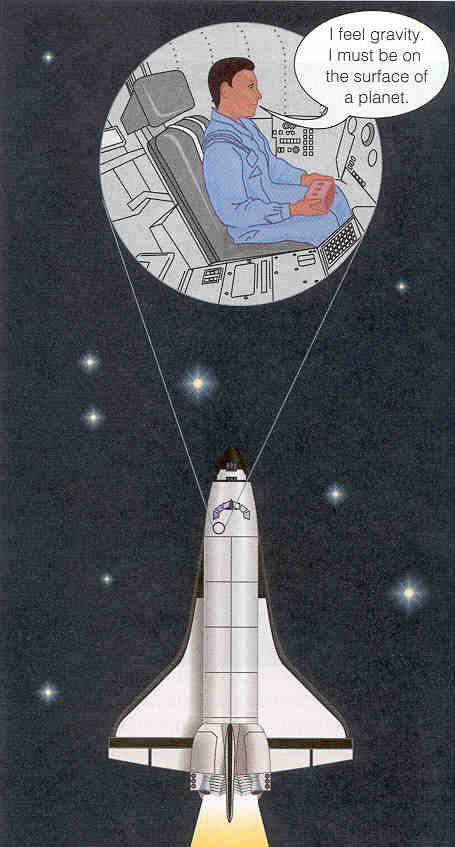 I feel gravity.
I must be on
the surface of
a planet.